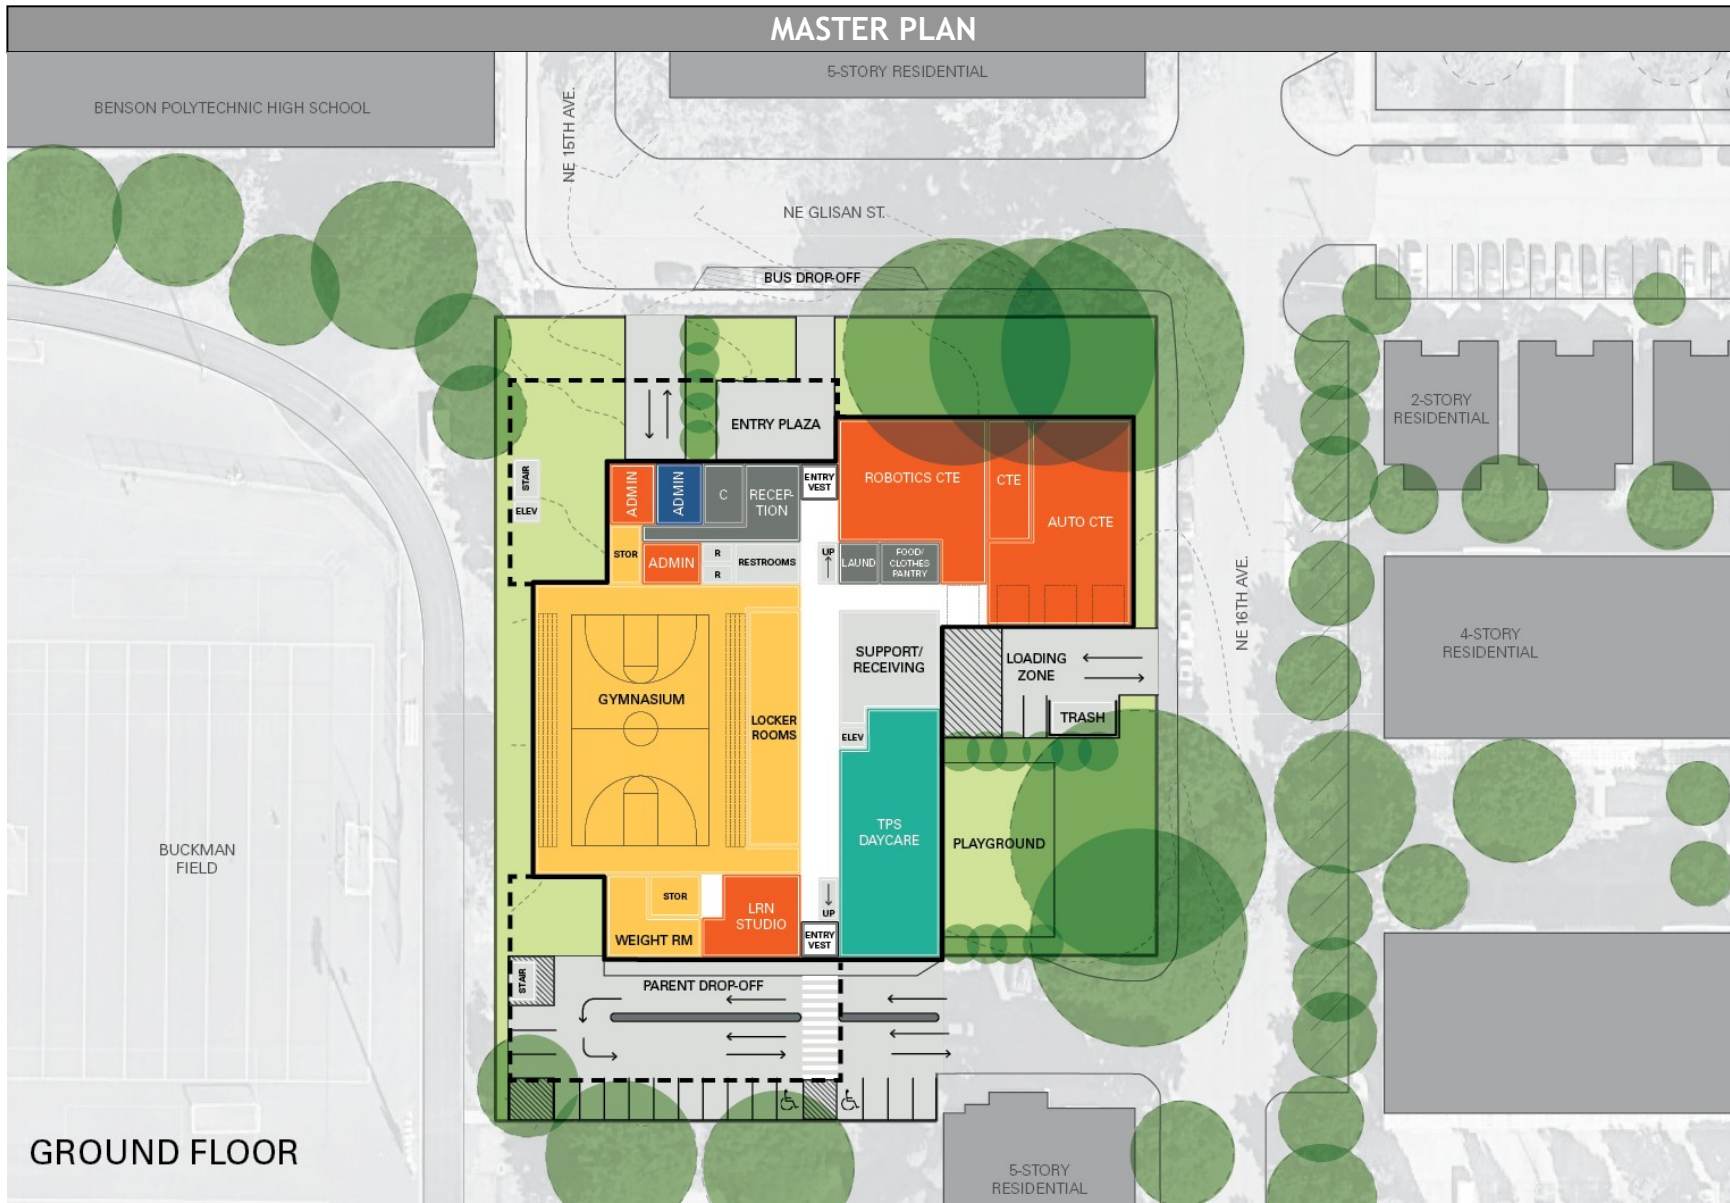 MASTER PLAN
5-STORY RESIDENTIAL
BENSON POLYTECHNIC HIGH SCHOOL
NE 15TH AVE.
NE GLISAN ST.
BUS DROP-OFF
2-STORY
RESIDENTIAL
ENTRY PLAZA
STAIR
ELEV
ADMIN
ADMIN
C
RECEP-
TION
ENTRY
VEST
ROBOTICS CTE
CTE
AUTO CTE
STOR
ADMIN
R
R
RESTROOMS
UP
LAUND
FOOD/
CLOTHES
PANTRY
NE 16TH AVE.
4-STORY
RESIDENTIAL
SUPPORT/
RECEIVING
LOADING
ZONE
GYMNASIUM
LOCKER
ROOMS
TRASH
ELEV
TPS
DAYCARE
PLAYGROUND
BUCKMAN
FIELD
STOR
LRN
STUDIO
UP
WEIGHT RM
ENTRY
VEST
STAIR
PARENT DROP-OFF
GROUND FLOOR
5-STORY
RESIDENTIAL